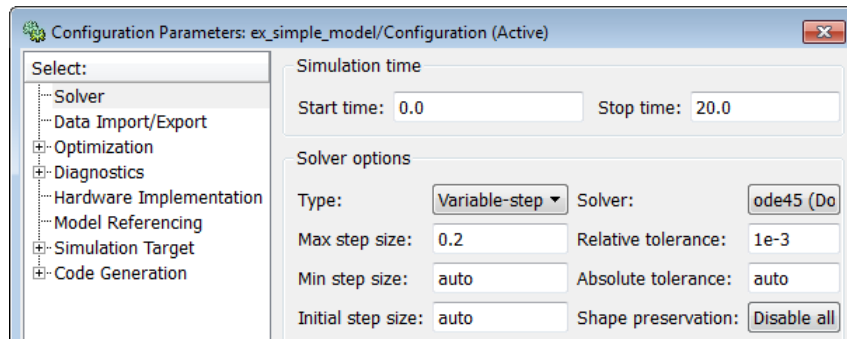 Configuration Parameters: ex_simple_model/Configuration (Active)
Select:
Solver
Data Import/Export
Optimization
Diagnostics
Hardware Implementation
Model Referencing
Simulation Target
Code Generation
Simulation time
Start time: 0.0 Stop time: 20.0
Solver options
Type: Variable-step Solver: ode45 (Do
Max step size: 0.2 Relative tolerance: 1e-3
Min step size: auto Absolute tolerance: auto
Initial step size: auto Shape preservation: Disable all